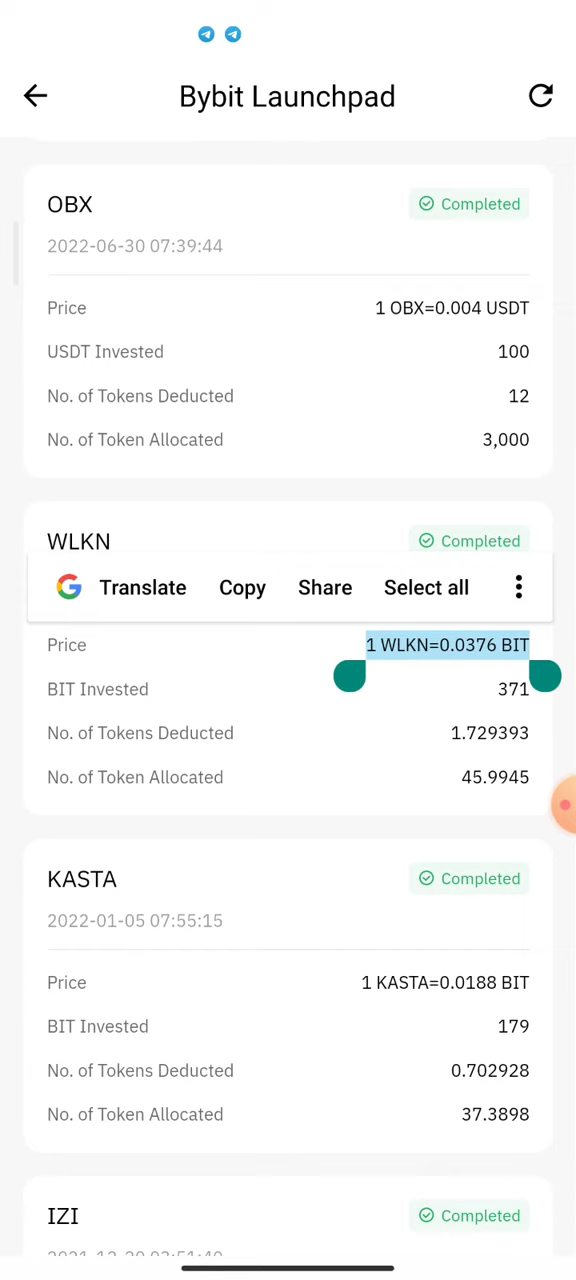 Bybit Launchpad
OBX Completed
2022-06-30 07:39:44
Price 1 OBX=0.004 USDT
USDT Invested 100
No. of Tokens Deducted 12
No. of Token Allocated 3,000
WLKN Completed
Translate Copy Share Select all
Price 1 WLKN=0.0376 BIT
BIT Invested 371
No. of Tokens Deducted 1.729393
No. of Token Allocated 45.9945
KASTA Completed
2022-01-05 07:55:15
Price 1 KASTA=0.0188 BIT
BIT Invested 179
No. of Tokens Deducted 0.702928
No. of Token Allocated 37.3898
IZI Completed